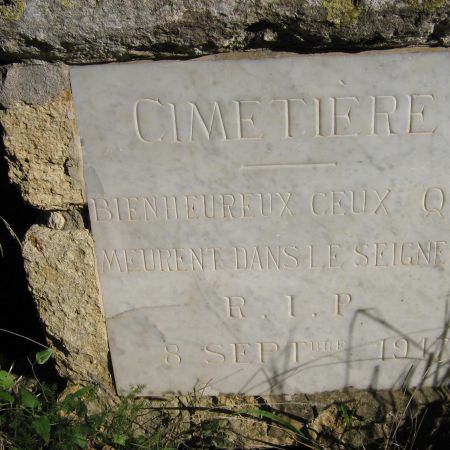 CIMETIÈRE
BIENHEUREUX CEUX Q
MEURENT DANS LE SEIGNE
R.I.P
8 SEPTBRE